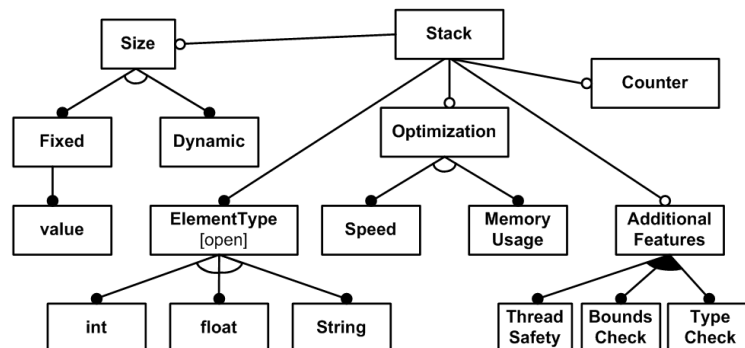 Stack
Size
Counter
Fixed
Dynamic
Optimization
value
ElementType
[open]
Speed
Memory
Usage
Additional
Features
int
float
String
Thread
Safety
Bounds
Check
Type
Check